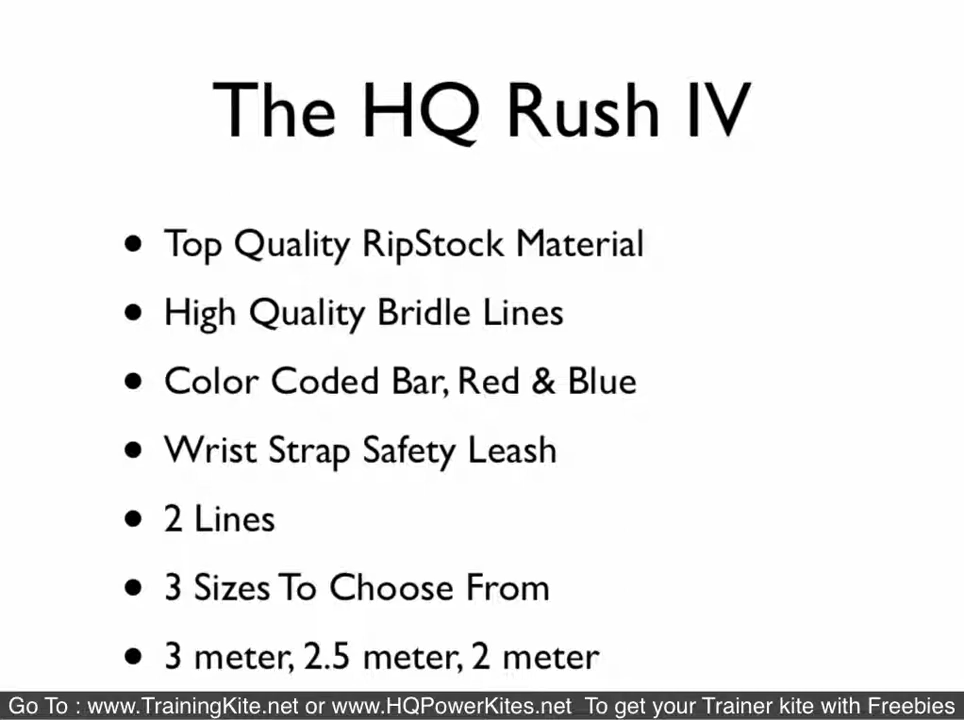 The HQ Rush IV
• Top Quality RipStock Material
• High Quality Bridle Lines
• Color Coded Bar, Red & Blue
• Wrist Strap Safety Leash
• 2 Lines
• 3 Sizes To Choose From
• 3 meter, 2.5 meter, 2 meter
Go To : www.TrainingKite.net or www.HQPowerKites.net To get your Trainer kite with Freebies